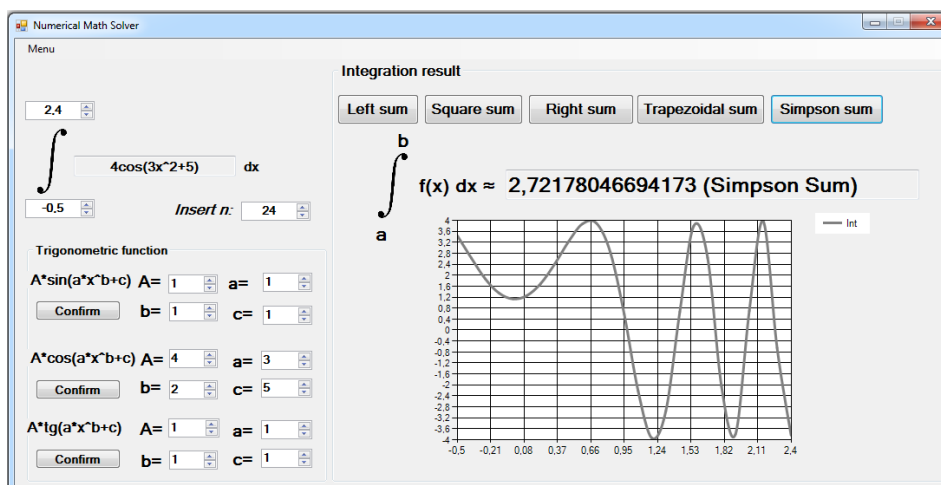 Numerical Math Solver
Menu
2,4
4cos(3x^2+5) dx
-0,5
Insert n: 24
Trigonometric function
A*sin(a*x^b+c) A= 1 a= 1
Confirm b= 1 c= 1
A*cos(a*x^b+c) A= 4 a= 3
Confirm b= 2 c= 5
A*tg(a*x^b+c) A= 1 a= 1
Confirm b= 1 c= 1
Integration result
Left sum Square sum Right sum Trapezoidal sum Simpson sum
b
∫ f(x) dx ≈ 2,72178046694173 (Simpson Sum)
a
4
3,6
3,2
2,8
2,4
2
1,6
1,2
0,8
0,4
0
-0,4
-0,8
-1,2
-1,6
-2
-2,4
-2,8
-3,2
-3,6
-4
-0,5 -0,21 0,08 0,37 0,66 0,95 1,24 1,53 1,82 2,11 2,4
Int